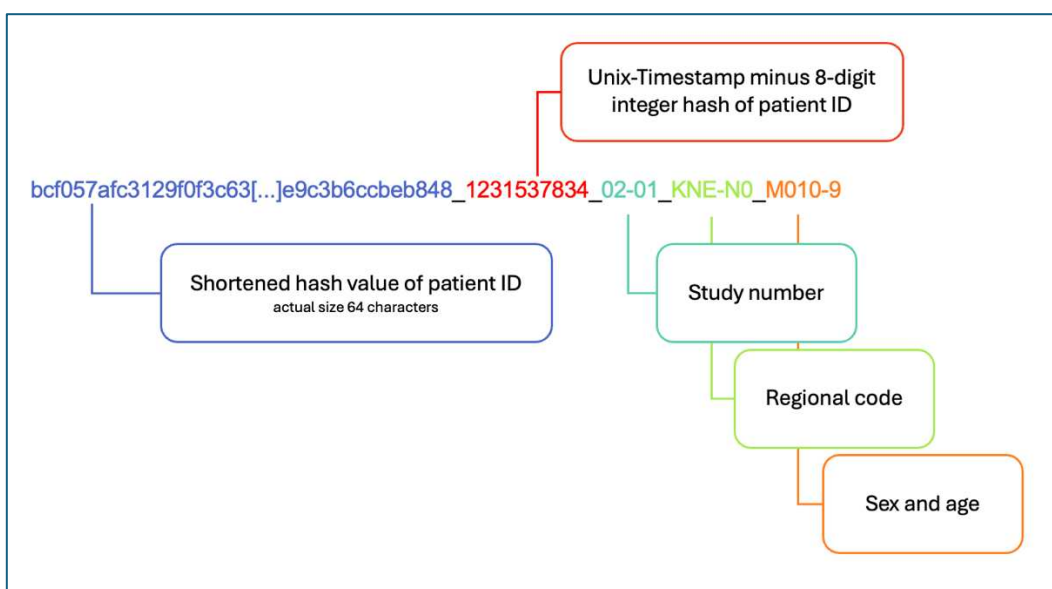 Unix-Timestamp minus 8-digit
integer hash of patient ID
bcf057afc3129f0f3c63[...]e9c3b6ccbeb848_1231537834_02-01_KNE-N0_M010-9
Shortened hash value of patient ID
actual size 64 characters
Study number
Regional code
Sex and age